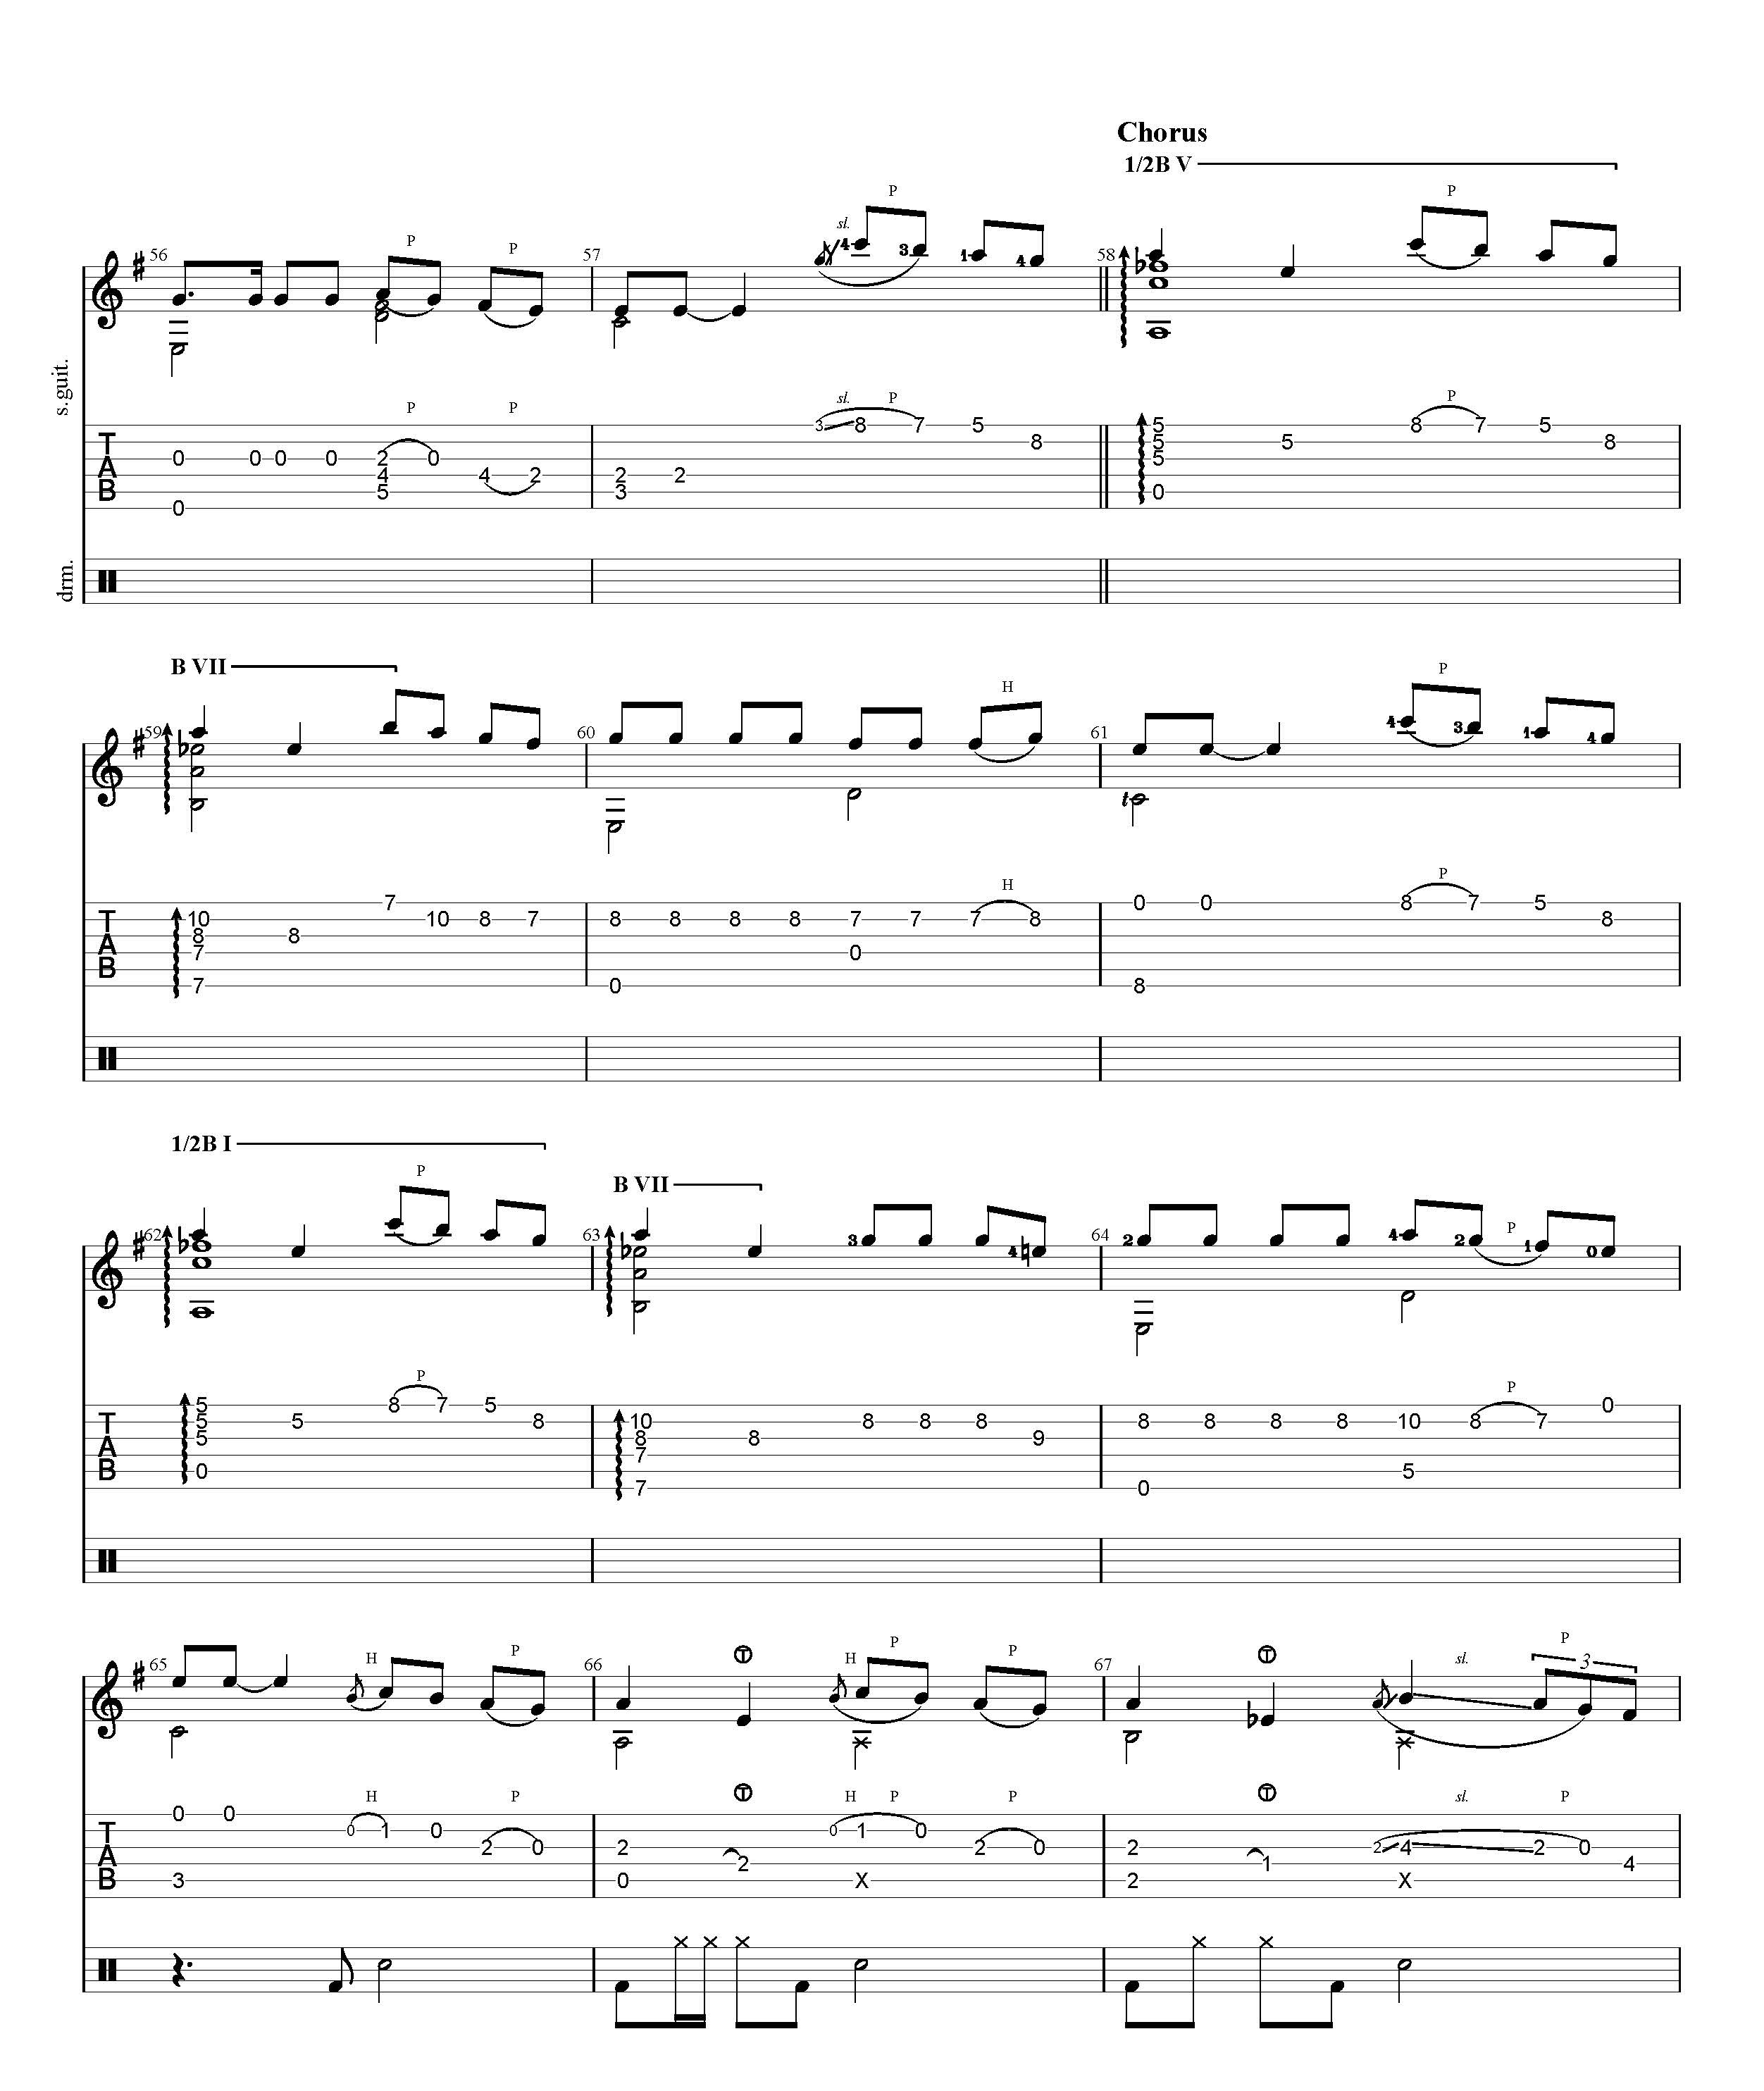 Chorus
1/2B V
P
sl.
P
P
P
56
57
4
3
1
4
58
s.guit.
P
P
sl.
P
P
T
A
B
0 0 0 0 2 0 4 2
4
5
0
2 2
3
3 8 7 5 8
5 5 8 7 5 8
5
5
0
drm.
B VII
H
P
59
60
61
4
3
1
4
t
H
P
T
A
B
10 8 7 10 8 7
8
7
7
8 8 8 8 7 7 7 8
0 0
0 0 8 7 5 8
8
1/2B I
P
B VII
62
63
3
4
64
2
4
2
P
1
0
P
P
T
A
B
5 5 8 7 5 8
5
5
0
10 8 8 8 8 9
8
7
7
8 8 8 8 10 8 7 0
0 5
65
H
P
66
T
H
P
P
67
T
sl.
P
3
H
P
T
H
P
P
T
sl.
P
T
A
B
0 0 0 1 0 2 0
3
2 2 0 1 0 2 0
0 X
2 1 2 4 2 0 4
2 X